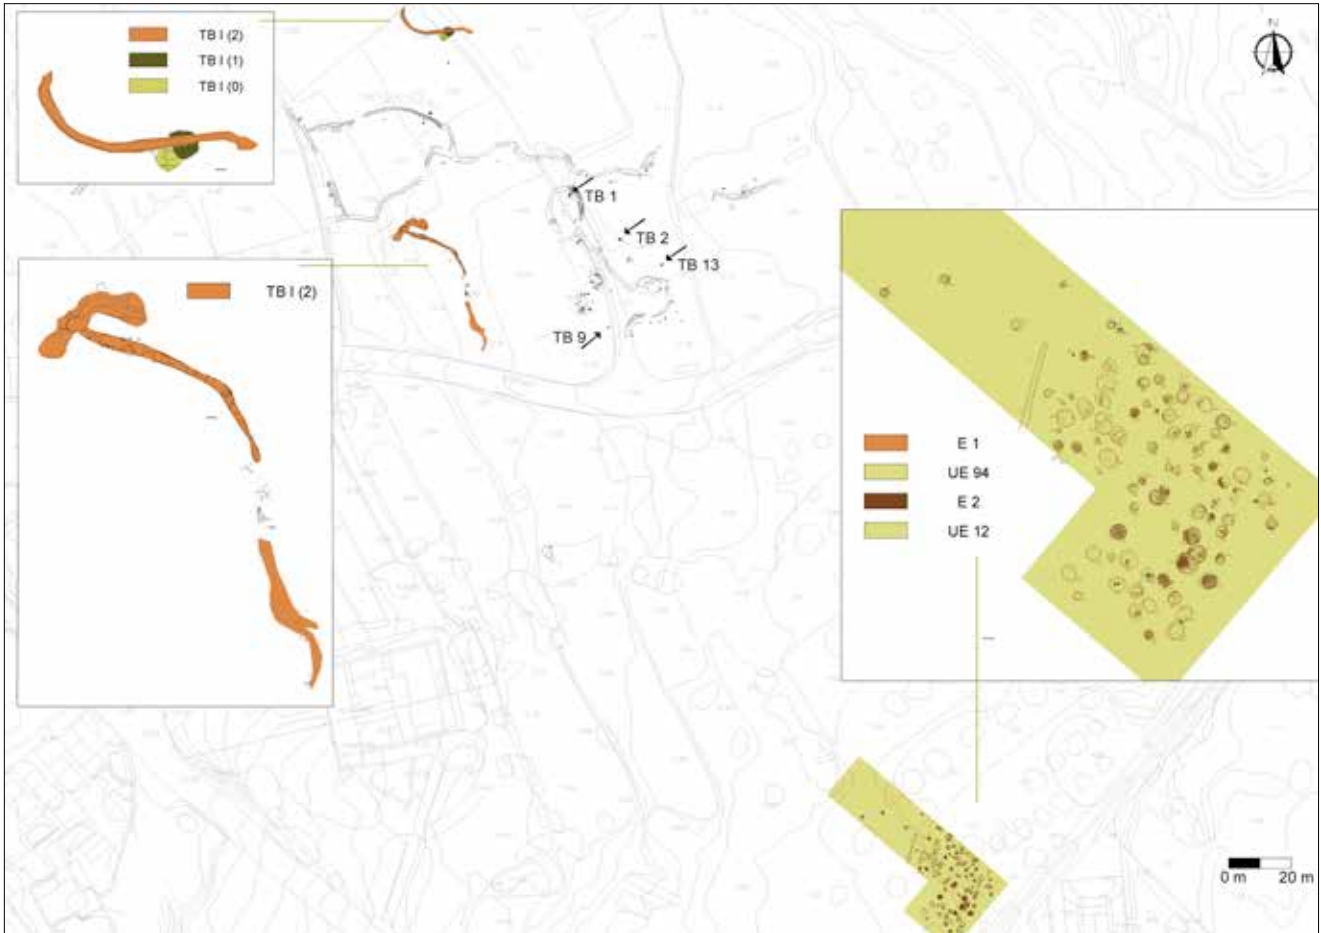 TB I (2)
TB I (1)
TB I (0)
N
TB 1
TB 2
TB 13
TB 9
TB I (2)
E 1
UE 94
E 2
UE 12
0 m 20 m